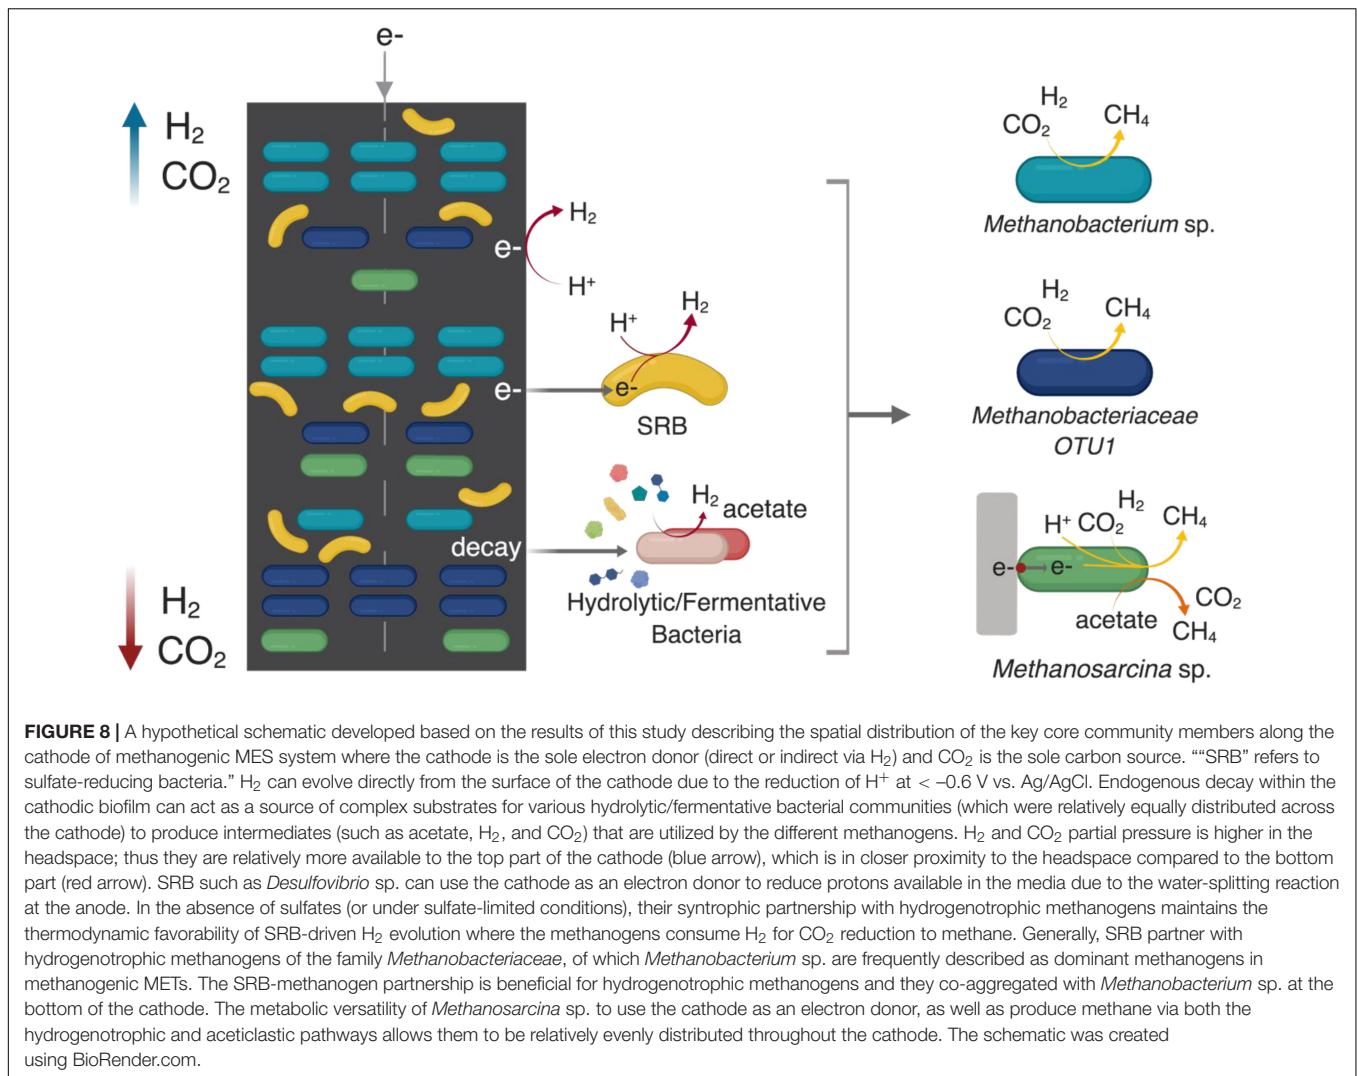 e-
H₂
CO₂
H₂
e-
H⁺
H₂
H⁺
e-
e-
SRB
H₂
acetate
decay
Hydrolytic/Fermentative
Bacteria
H₂
CO₂
H₂
CO₂
CH₄
Methanobacterium sp.
H₂
CO₂
CH₄
Methanobacteriaceae
OTU1
H₂
H⁺
CO₂
CH₄
e-
e-
acetate
CO₂
CH₄
Methanosarcina sp.
FIGURE 8 | A hypothetical schematic developed based on the results of this study describing the spatial distribution of the key core community members along the
cathode of methanogenic MES system where the cathode is the sole electron donor (direct or indirect via H₂) and CO₂ is the sole carbon source. ““SRB” refers to
sulfate-reducing bacteria.” H₂ can evolve directly from the surface of the cathode due to the reduction of H⁺ at < –0.6 V vs. Ag/AgCl. Endogenous decay within the
cathodic biofilm can act as a source of complex substrates for various hydrolytic/fermentative bacterial communities (which were relatively equally distributed across
the cathode) to produce intermediates (such as acetate, H₂, and CO₂) that are utilized by the different methanogens. H₂ and CO₂ partial pressure is higher in the
headspace; thus they are relatively more available to the top part of the cathode (blue arrow), which is in closer proximity to the headspace compared to the bottom
part (red arrow). SRB such as Desulfovibrio sp. can use the cathode as an electron donor to reduce protons available in the media due to the water-splitting reaction
at the anode. In the absence of sulfates (or under sulfate-limited conditions), their syntrophic partnership with hydrogenotrophic methanogens maintains the
thermodynamic favorability of SRB-driven H₂ evolution where the methanogens consume H₂ for CO₂ reduction to methane. Generally, SRB partner with
hydrogenotrophic methanogens of the family Methanobacteriaceae, of which Methanobacterium sp. are frequently described as dominant methanogens in
methanogenic METs. The SRB-methanogen partnership is beneficial for hydrogenotrophic methanogens and they co-aggregated with Methanobacterium sp. at the
bottom of the cathode. The metabolic versatility of Methanosarcina sp. to use the cathode as an electron donor, as well as produce methane via both the
hydrogenotrophic and aceticlastic pathways allows them to be relatively evenly distributed throughout the cathode. The schematic was created
using BioRender.com.